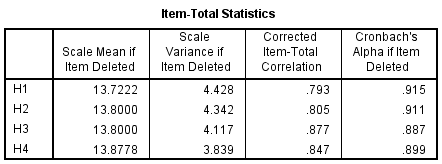 Item-Total Statistics
Scale Mean if Item Deleted | Scale Variance if Item Deleted | Corrected Item-Total Correlation | Cronbach's Alpha if Item Deleted
H1 13.7222 4.428 .793 .915
H2 13.8000 4.342 .805 .911
H3 13.8000 4.117 .877 .887
H4 13.8778 3.839 .847 .899